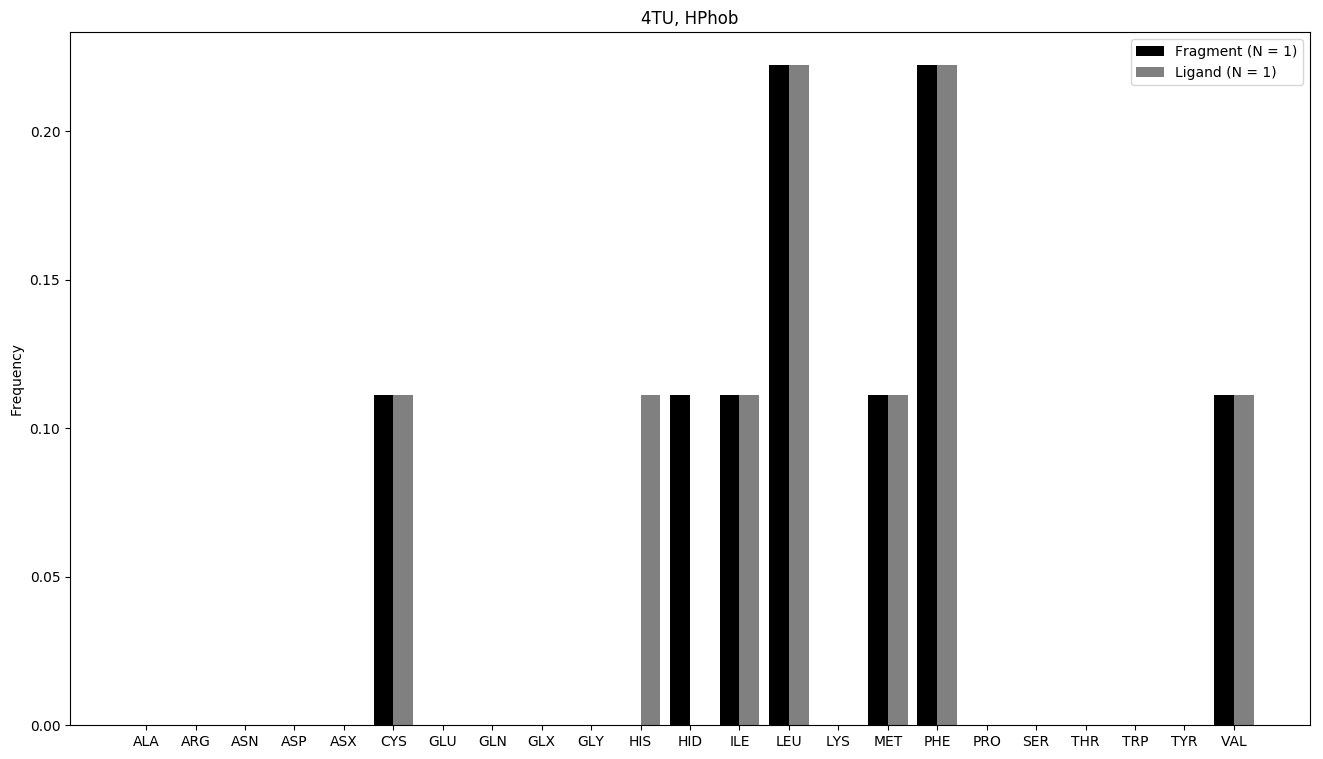 4TU, HPhob
Fragment (N = 1)
Ligand (N = 1)
Frequency
0.20
0.15
0.10
0.05
0.00
ALA ARG ASN ASP ASX CYS GLU GLN GLX GLY HIS HID ILE LEU LYS MET PHE PRO SER THR TRP TYR VAL